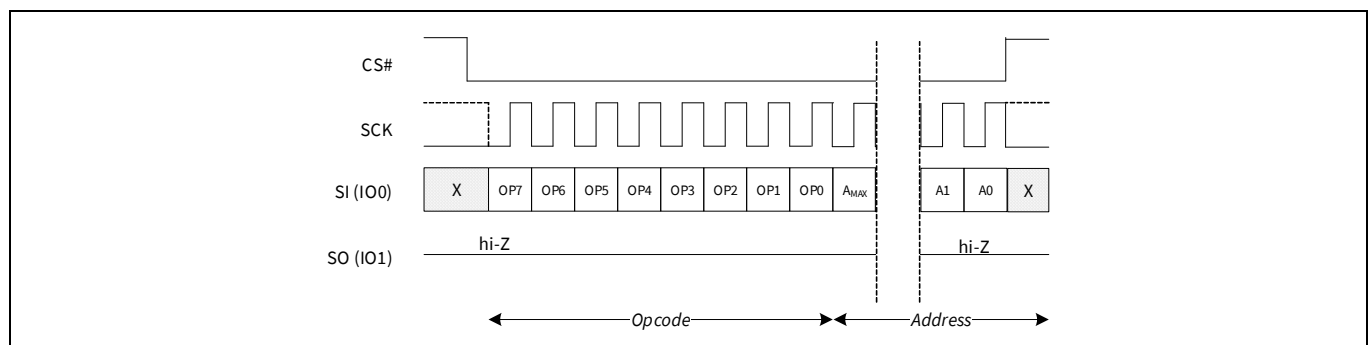 CS#
SCK
SI (IO0) X OP7 OP6 OP5 OP4 OP3 OP2 OP1 OP0 AMAX A1 A0 X
hi-Z hi-Z
SO (IO1)
Opcode Address